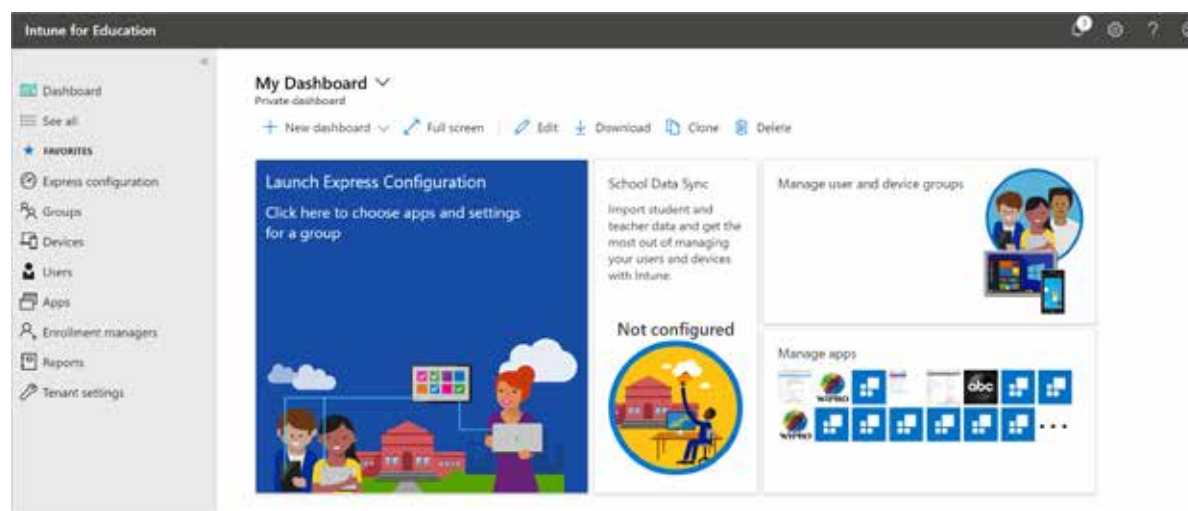 Intune for Education
3
?
«
Dashboard
See all
FAVORITES
Express configuration
Groups
Devices
Users
Apps
Enrollment managers
Reports
Tenant settings
My Dashboard
Private dashboard
+ New dashboard
Full screen
Edit
Download
Clone
Delete
Launch Express Configuration
Click here to choose apps and settings
for a group
School Data Sync
Import student and
teacher data and get the
most out of managing
your users and devices
with Intune.
Not configured
Manage user and device groups
Manage apps
WIPRO
abc
WIPRO
...